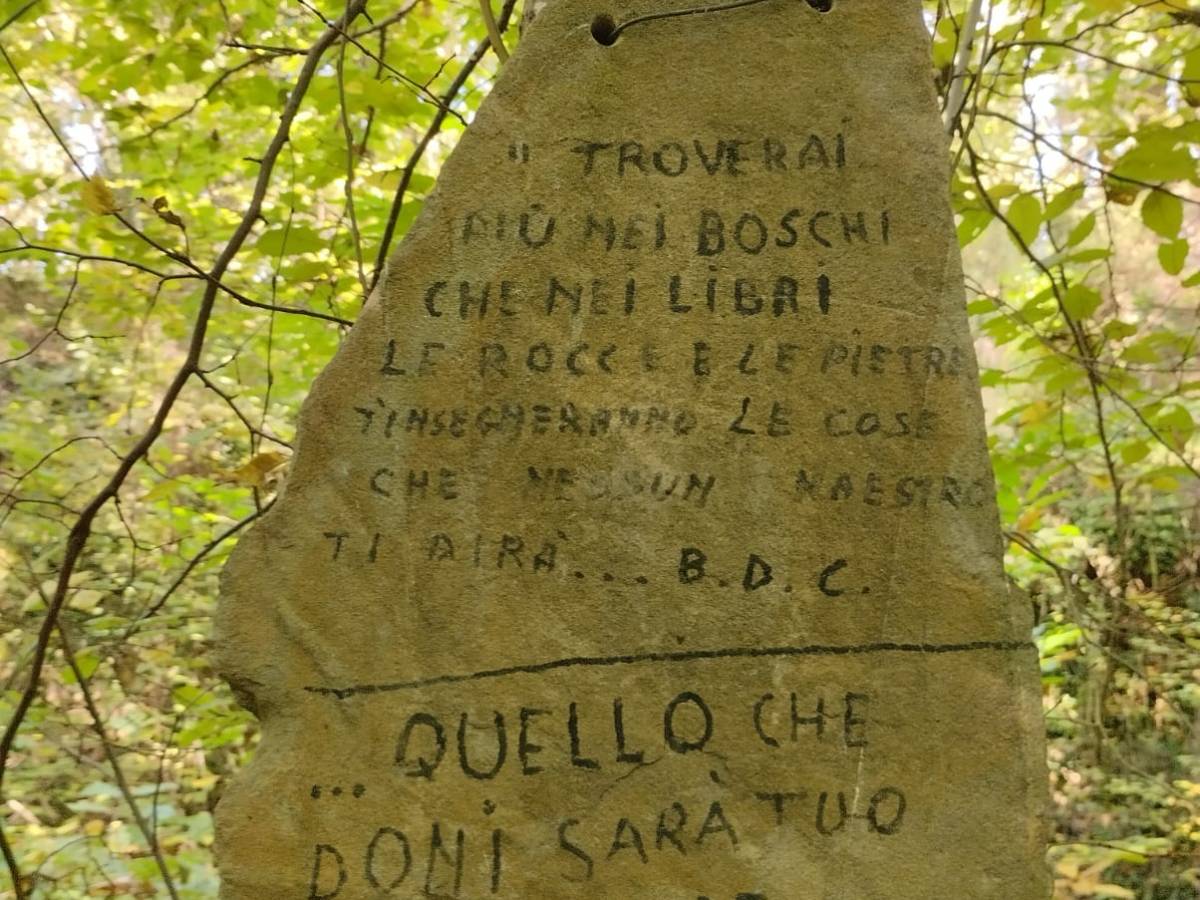 " TROVERAI
PIÙ NEI BOSCHI
CHE NEI LIBRI
LE ROCCE E LE PIETRE
T'INSEGNERANNO LE COSE
CHE NESSUN MAESTRO
TI DIRÀ.... B.D.C.
QUELLO CHE
... DONI SARÀ TUO